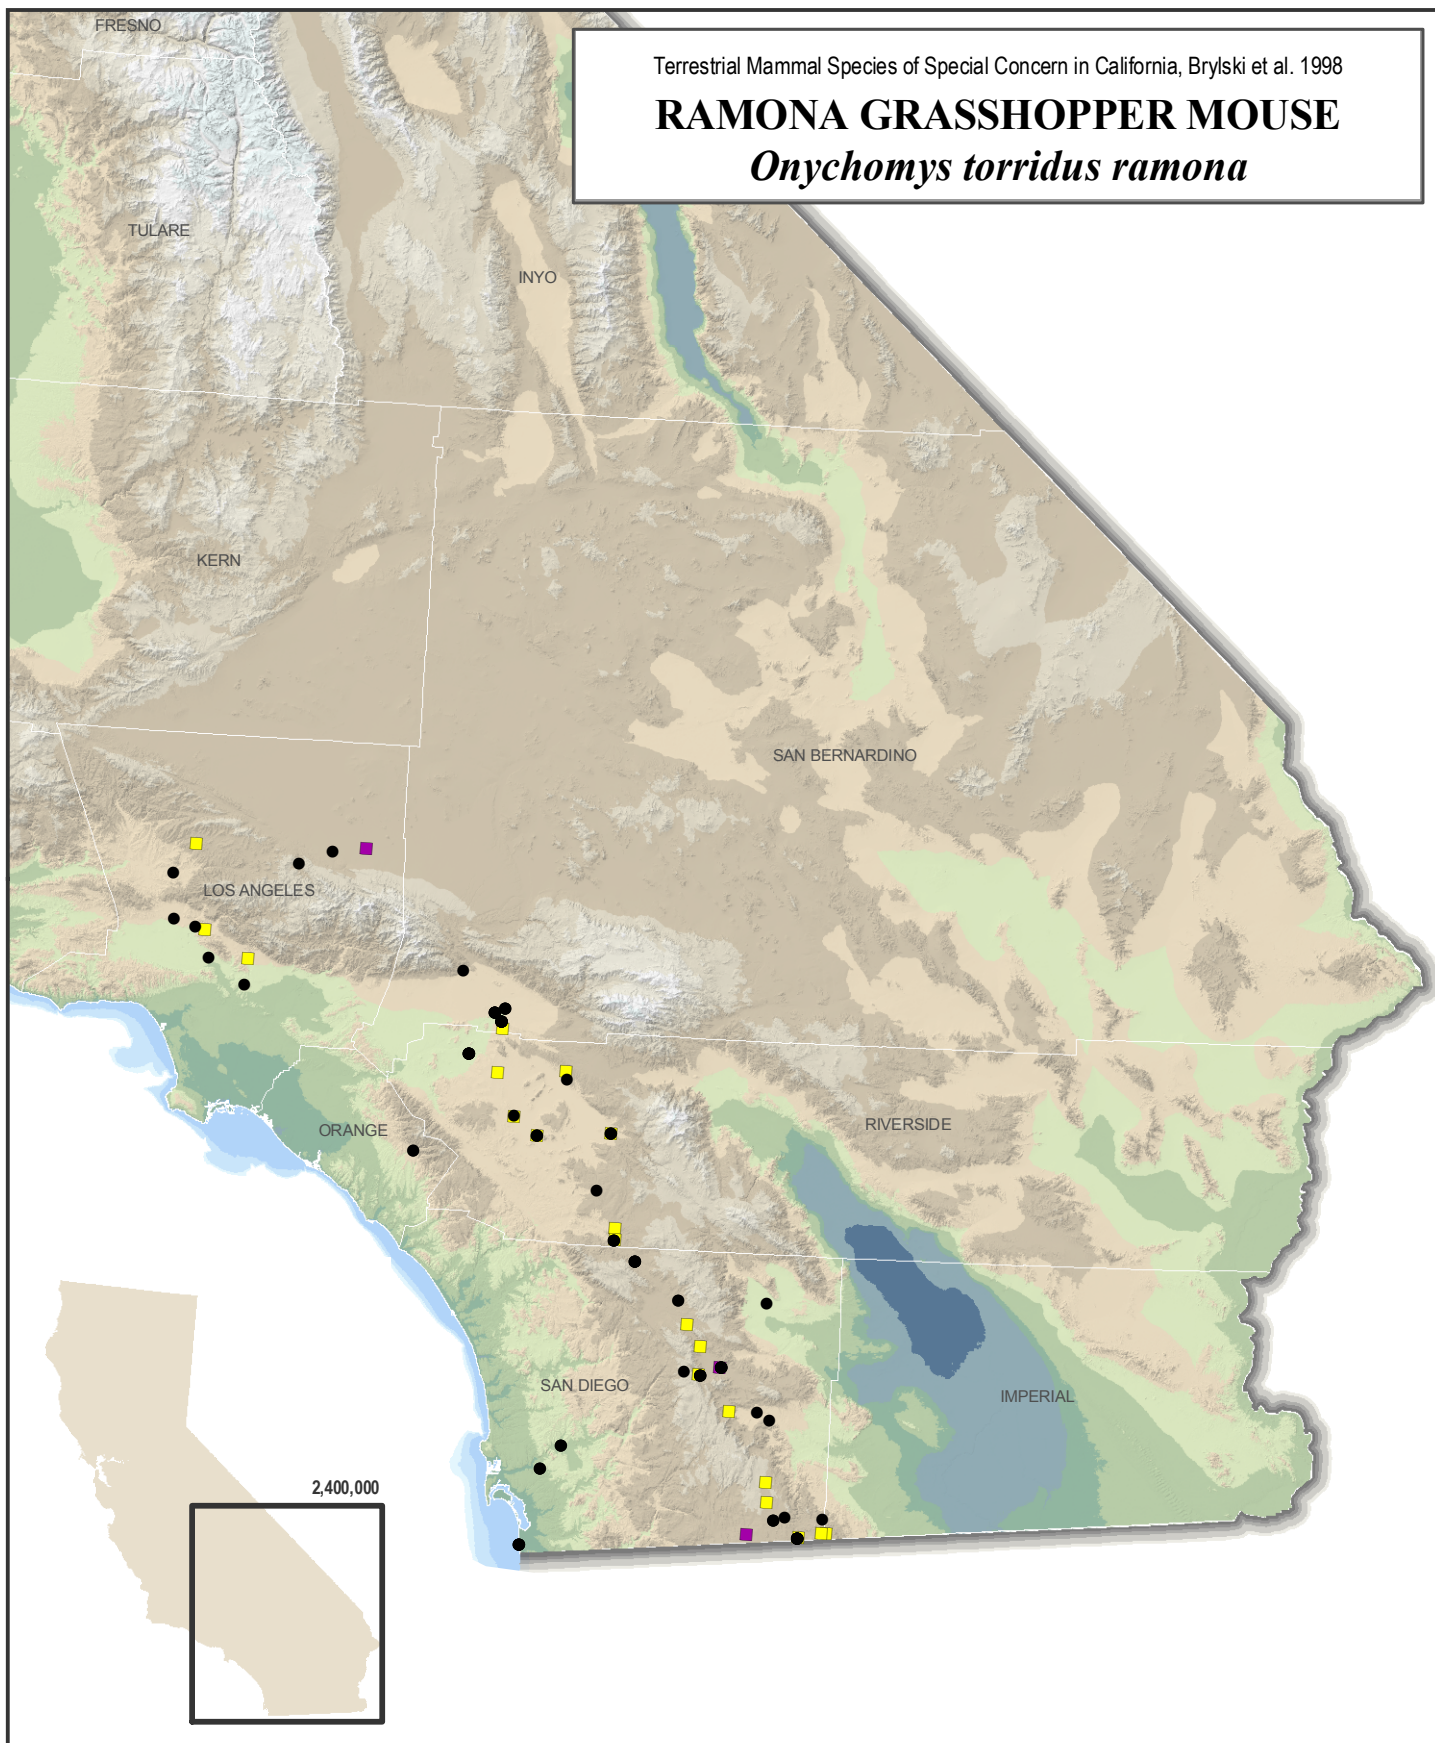 FRESNO
Terrestrial Mammal Species of Special Concern in California, Brylski et al. 1998
RAMONA GRASSHOPPER MOUSE
Onychomys torridus ramona
TULARE
INYO
KERN
SAN BERNARDINO
LOS ANGELES
ORANGE
RIVERSIDE
SAN DIEGO
IMPERIAL
2,400,000